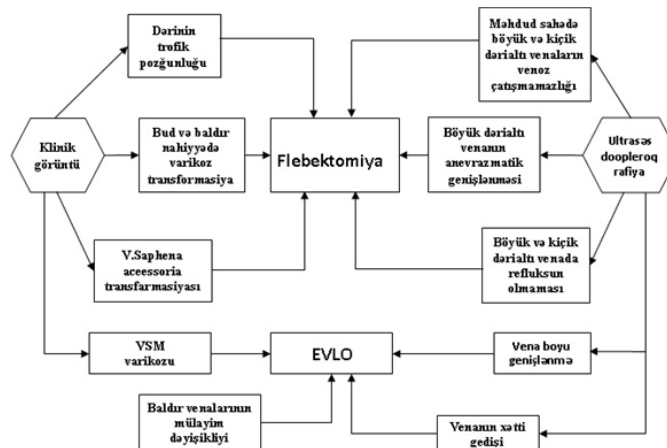 Dərinin
trofik
pozğunluğu
Məhdud sahədə
böyük və kiçik
dərialtı venaların
venoz
çatışmamazlığı
Klinik
görüntü
Bud və baldır
nahiyyədə
varikoz
transformasiya
Flebektomiya
Böyük dərialtı
venanın
anevrazmatik
genişlənməsi
Ultrasəs
doopleroq
rafiya
V.Saphena
aceessoria
transfarmasiyası
Böyük və kiçik
dərialtı venada
refluksun
olmaması
VSM
varikozu
EVLO
Vena boyu
genişlənmə
Baldır venalarının
mülayim
dəyişikliyi
Venanın xətti
gedişi